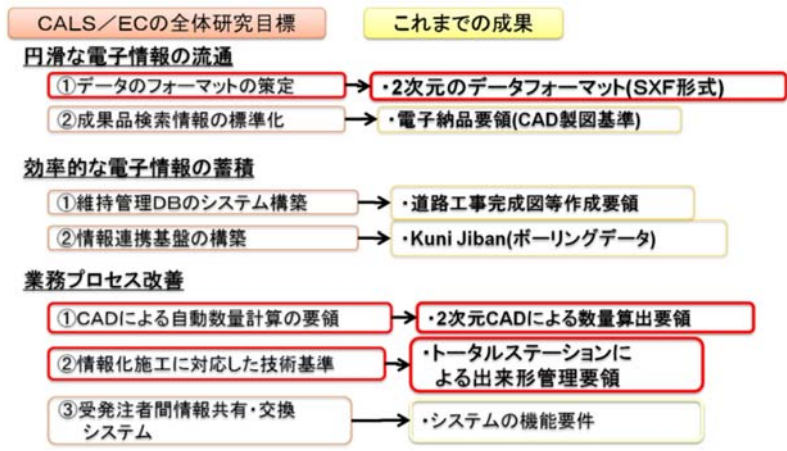 CALS／ECの全体研究目標
これまでの成果
円滑な電子情報の流通
①データのフォーマットの策定
・2次元のデータフォーマット(SXF形式)
②成果品検索情報の標準化
・電子納品要領(CAD製図基準)
効率的な電子情報の蓄積
①維持管理DBのシステム構築
・道路工事完成図等作成要領
②情報連携基盤の構築
・Kuni Jiban(ボーリングデータ)
業務プロセス改善
①CADによる自動数量計算の要領
・2次元CADによる数量算出要領
②情報化施工に対応した技術基準
・トータルステーションに
よる出来形管理要領
③受発注者間情報共有・交換
システム
・システムの機能要件